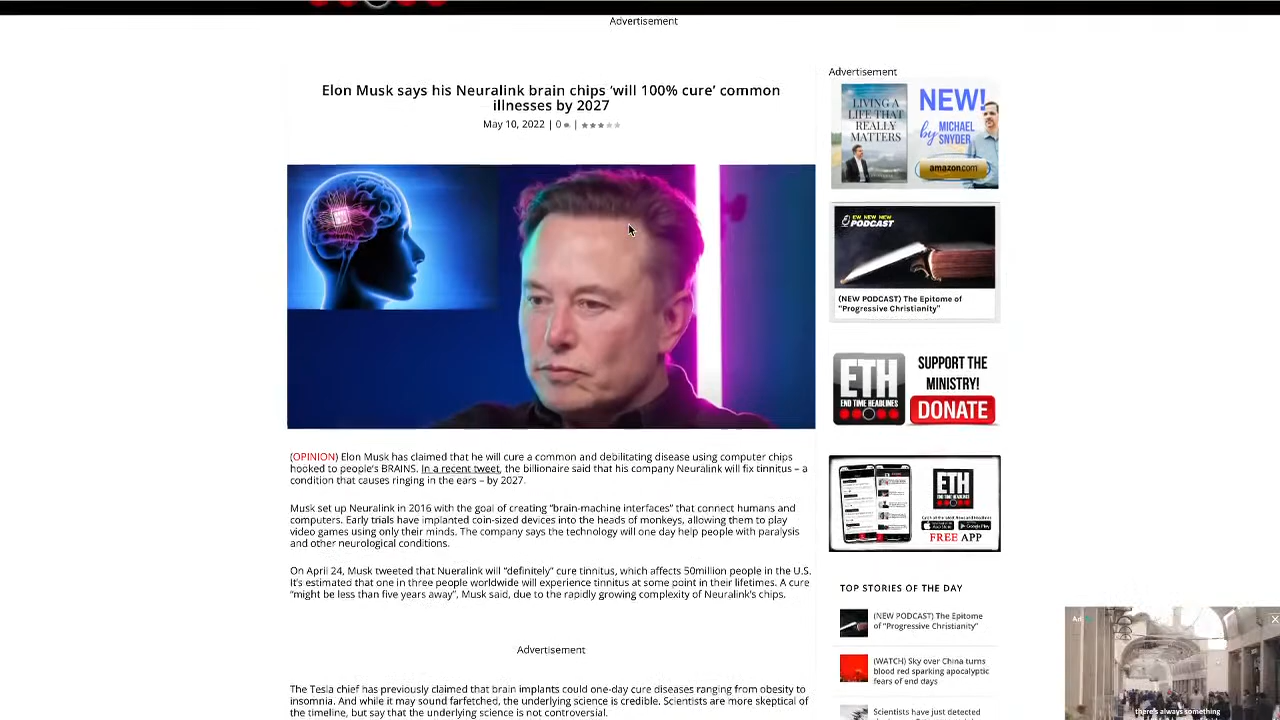 Advertisement
Elon Musk says his Neuralink brain chips ‘will 100% cure’ common
illnesses by 2027
May 10, 2022 | 0 |
(OPINION) Elon Musk has claimed that he will cure a common and debilitating disease using computer chips
hooked to people’s BRAINS. In a recent tweet, the billionaire said that his company Neuralink will fix tinnitus – a
condition that causes ringing in the ears – by 2027.
Musk set up Neuralink in 2016 with the goal of creating “brain-machine interfaces” that connect humans and
computers. Early trials have implanted coin-sized devices into the heads of monkeys, allowing them to play
video games using only their minds. The company says the technology will one day help people with paralysis
and other neurological conditions.
On April 24, Musk tweeted that Nueralink will “definitely” cure tinnitus, which affects 50million people in the U.S.
It’s estimated that one in three people worldwide will experience tinnitus at some point in their lifetimes. A cure
“might be less than five years away”, Musk said, due to the rapidly growing complexity of Neuralink’s chips.
Advertisement
The Tesla chief has previously claimed that brain implants could one-day cure diseases ranging from obesity to
insomnia. And while it may sound farfetched, the underlying science is credible. Scientists are more skeptical of
the timeline, but say that the underlying science is not controversial.
Advertisement
LIVING A
LIFE THAT
REALLY
MATTERS
NEW!
by MICHAEL
SNYDER
amazon.com
EW NEW NEW
PODCAST
(NEW PODCAST) The Epitome of
“Progressive Christianity”
ETH
END TIME HEADLINES
SUPPORT THE
MINISTRY!
DONATE
ETH
END TIME HEADLINES
App Store
Google Play
FREE APP
TOP STORIES OF THE DAY
(NEW PODCAST) The Epitome
of “Progressive Christianity”
(WATCH) Sky over China turns
blood red sparking apocalyptic
fears of end days
Scientists have just detected
Ad
there's always something